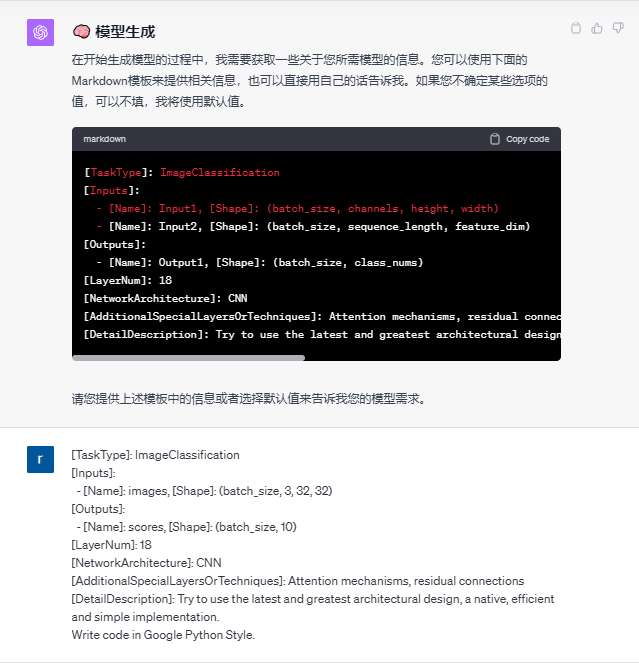 🧠 模型生成
在开始生成模型的过程中，我需要获取一些关于您所需模型的信息。您可以使用下面的
Markdown模板来提供相关信息，也可以直接用自己的话告诉我。如果您不确定某些选项的
值，可以不填，我将使用默认值。
markdown Copy code
[TaskType]: ImageClassification
[Inputs]:
- [Name]: Input1, [Shape]: (batch_size, channels, height, width)
- [Name]: Input2, [Shape]: (batch_size, sequence_length, feature_dim)
[Outputs]:
- [Name]: Output1, [Shape]: (batch_size, class_nums)
[LayerNum]: 18
[NetworkArchitecture]: CNN
[AdditionalSpecialLayersOrTechniques]: Attention mechanisms, residual connec
[DetailDescription]: Try to use the latest and greatest architectural design
请您提供上述模板中的信息或者选择默认值来告诉我您的模型需求。
r
[TaskType]: ImageClassification
[Inputs]:
- [Name]: images, [Shape]: (batch_size, 3, 32, 32)
[Outputs]:
- [Name]: scores, [Shape]: (batch_size, 10)
[LayerNum]: 18
[NetworkArchitecture]: CNN
[AdditionalSpecialLayersOrTechniques]: Attention mechanisms, residual connections
[DetailDescription]: Try to use the latest and greatest architectural design, a native, efficient
and simple implementation.
Write code in Google Python Style.